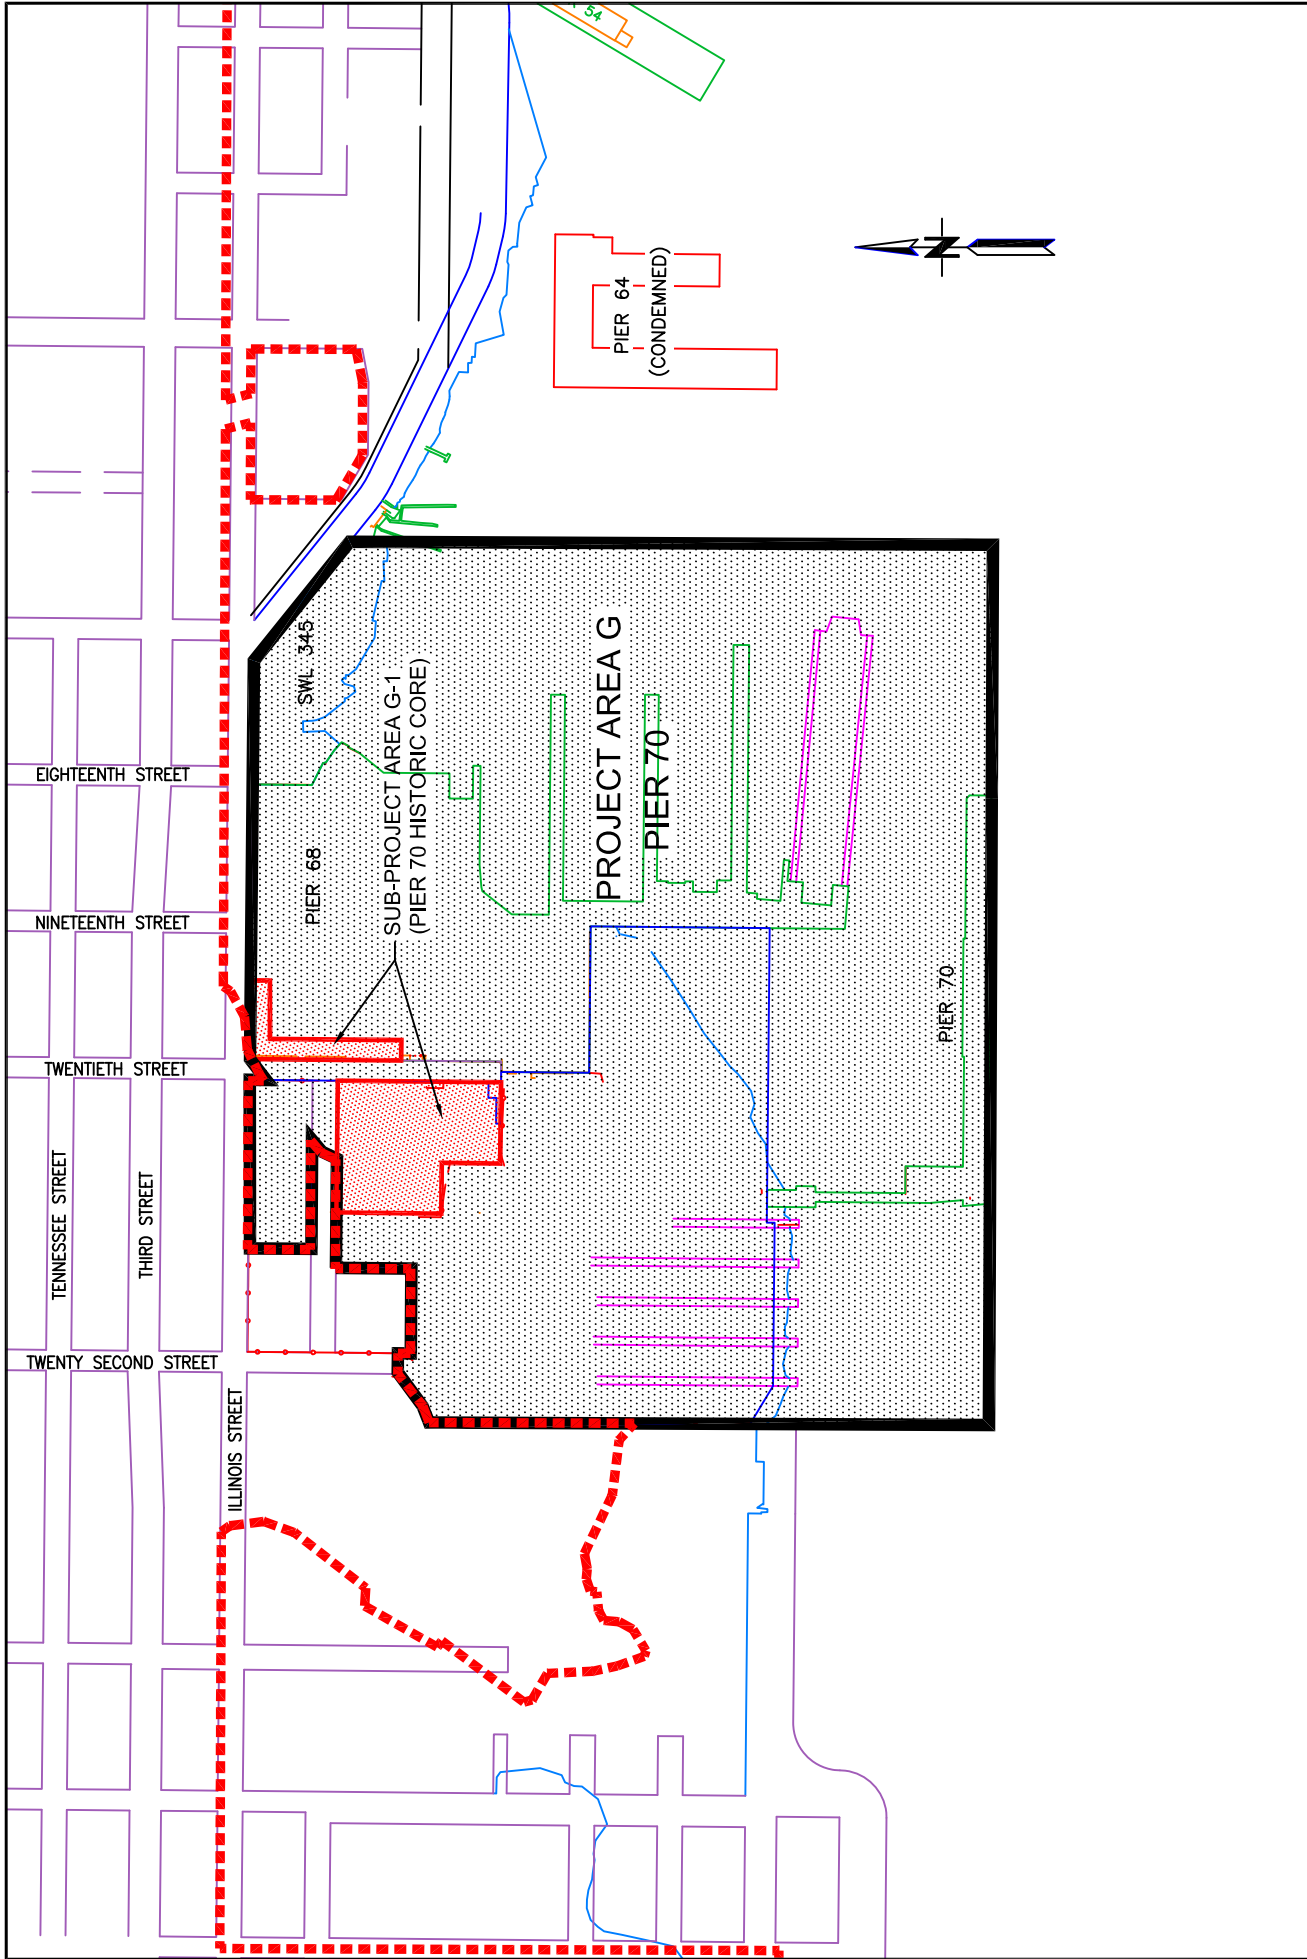 54
PIER 64
(CONDEMNED)
N
SWL 345
SUB-PROJECT AREA G-1
(PIER 70 HISTORIC CORE)
PROJECT AREA G
PIER 70
EIGHTEENTH STREET
PIER 68
NINETEENTH STREET
PIER 70
TWENTIETH STREET
TENNESSEE STREET
THIRD STREET
TWENTY SECOND STREET
ILLINOIS STREET